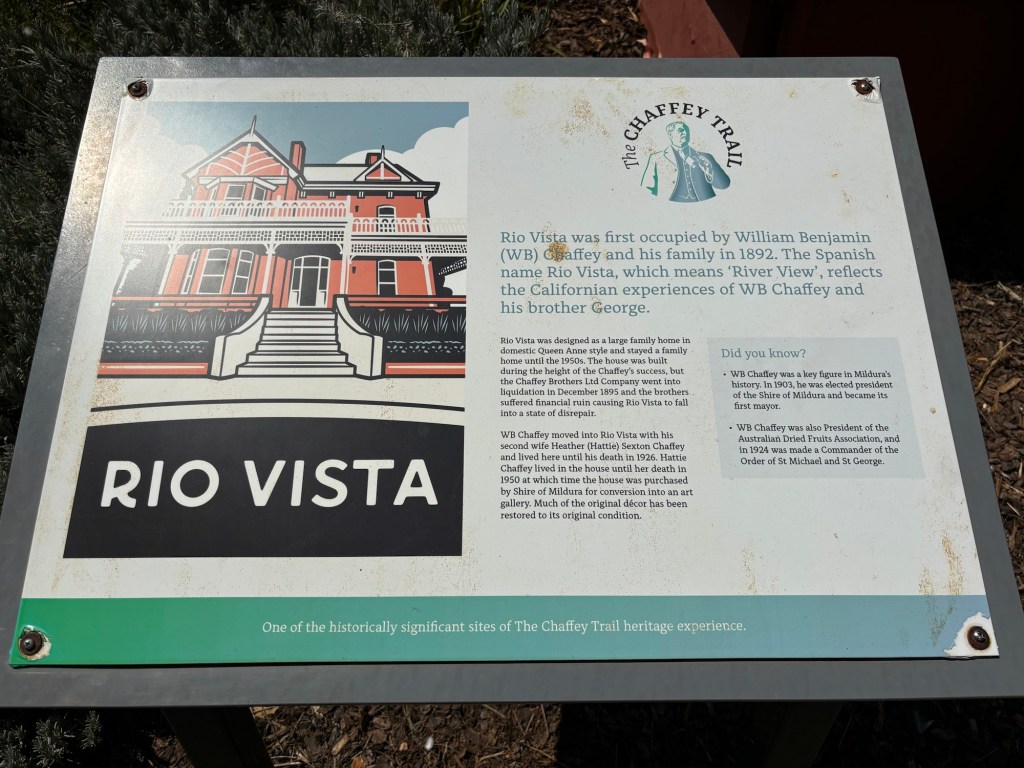 The CHAFFEY TRAIL
Rio Vista was first occupied by William Benjamin
(WB) Chaffey and his family in 1892. The Spanish
name Rio Vista, which means ‘River View’, reflects
the Californian experiences of WB Chaffey and
his brother George.
Rio Vista was designed as a large family home in
domestic Queen Anne style and stayed a family
home until the 1950s. The house was built
during the height of the Chaffey's success, but
the Chaffey Brothers Ltd Company went into
liquidation in December 1895 and the brothers
suffered financial ruin causing Rio Vista to fall
into a state of disrepair.
WB Chaffey moved into Rio Vista with his
second wife Heather (Hattie) Sexton Chaffey
and lived here until his death in 1926. Hattie
Chaffey lived in the house until her death in
1950 at which time the house was purchased
by Shire of Mildura for conversion into an art
gallery. Much of the original décor has been
restored to its original condition.
Did you know?
• WB Chaffey was a key figure in Mildura's
history. In 1903, he was elected president
of the Shire of Mildura and became its
first mayor.
• WB Chaffey was also President of the
Australian Dried Fruits Association, and
in 1924 was made a Commander of the
Order of St Michael and St George.
RIO VISTA
One of the historically significant sites of The Chaffey Trail heritage experience.